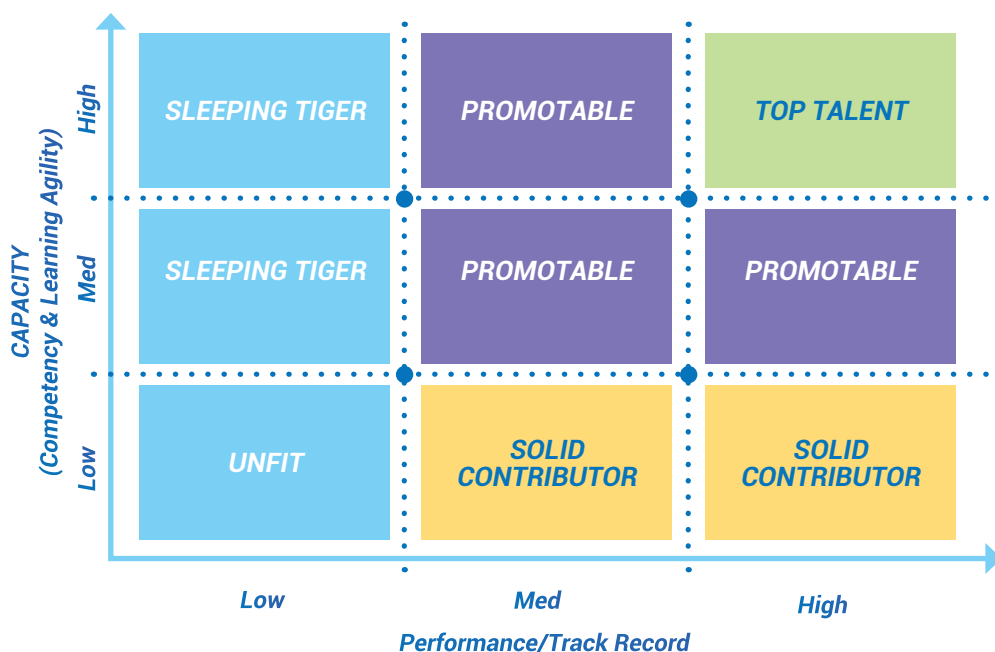 CAPACITY
(Competency & Learning Agility)
High
SLEEPING TIGER
PROMOTABLE
TOP TALENT
Med
SLEEPING TIGER
PROMOTABLE
PROMOTABLE
Low
UNFIT
SOLID
CONTRIBUTOR
SOLID
CONTRIBUTOR
Low
Med
High
Performance/Track Record